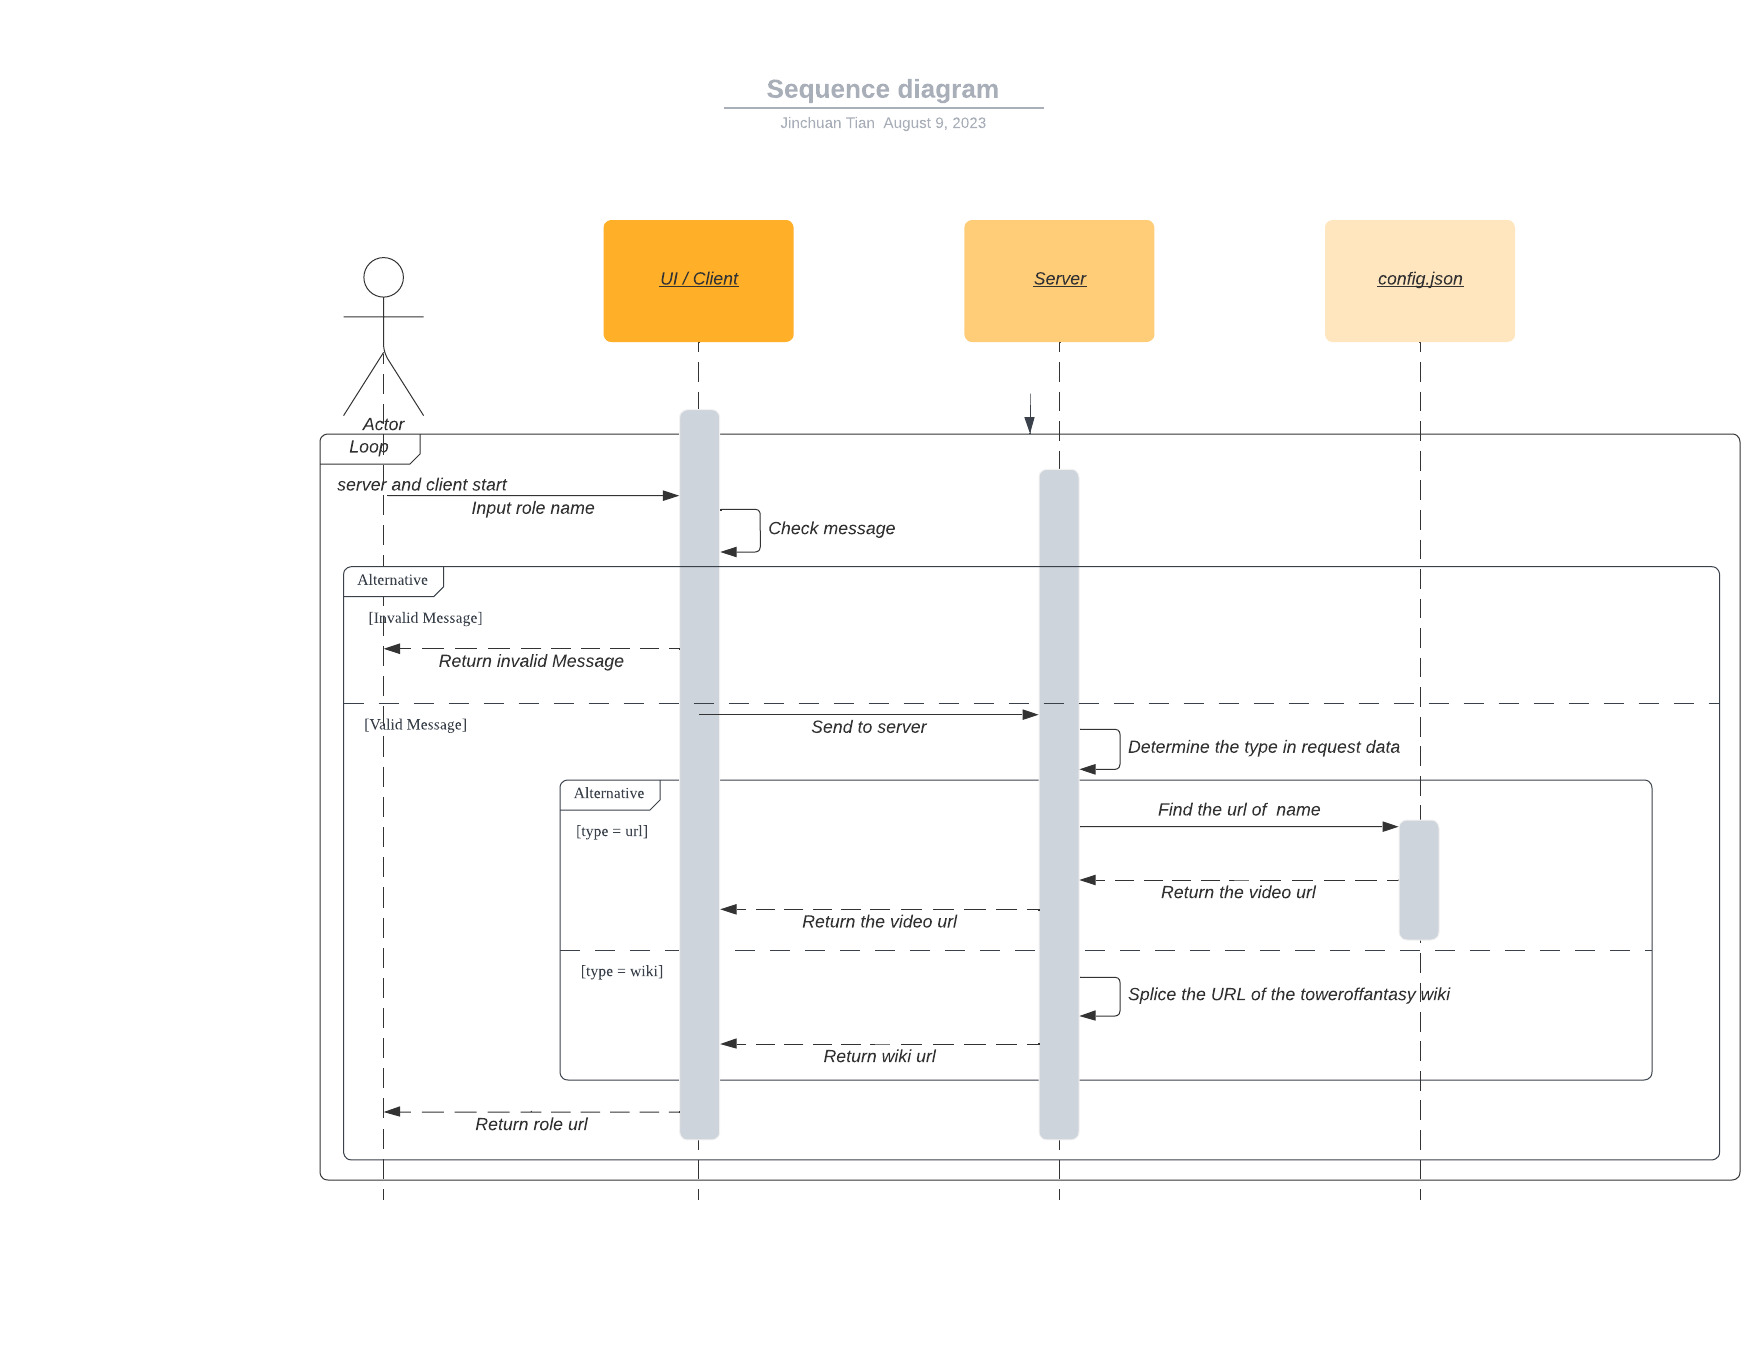 Sequence diagram
Jinchuan Tian  August 9, 2023
UI / Client
Server
config.json
Actor
Loop
server and client start
Input role name
Check message
Alternative
[Invalid Message]
Return invalid Message
[Valid Message]
Send to server
Determine the type in request data
Alternative
Find the url of  name
[type = url]
Return the video url
Return the video url
[type = wiki]
Splice the URL of the toweroffantasy wiki
Return wiki url
Return role url